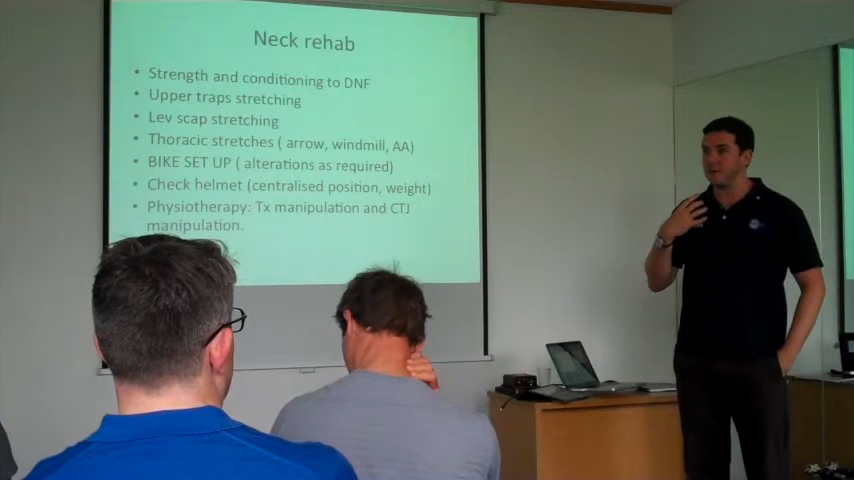 Neck rehab
• Strength and conditioning to DNF
• Upper traps stretching
• Lev scap stretching
• Thoracic stretches ( arrow, windmill, AA)
• BIKE SET UP ( alterations as required)
• Check helmet (centralised position, weight)
• Physiotherapy: Tx manipulation and CTJ
manipulation.